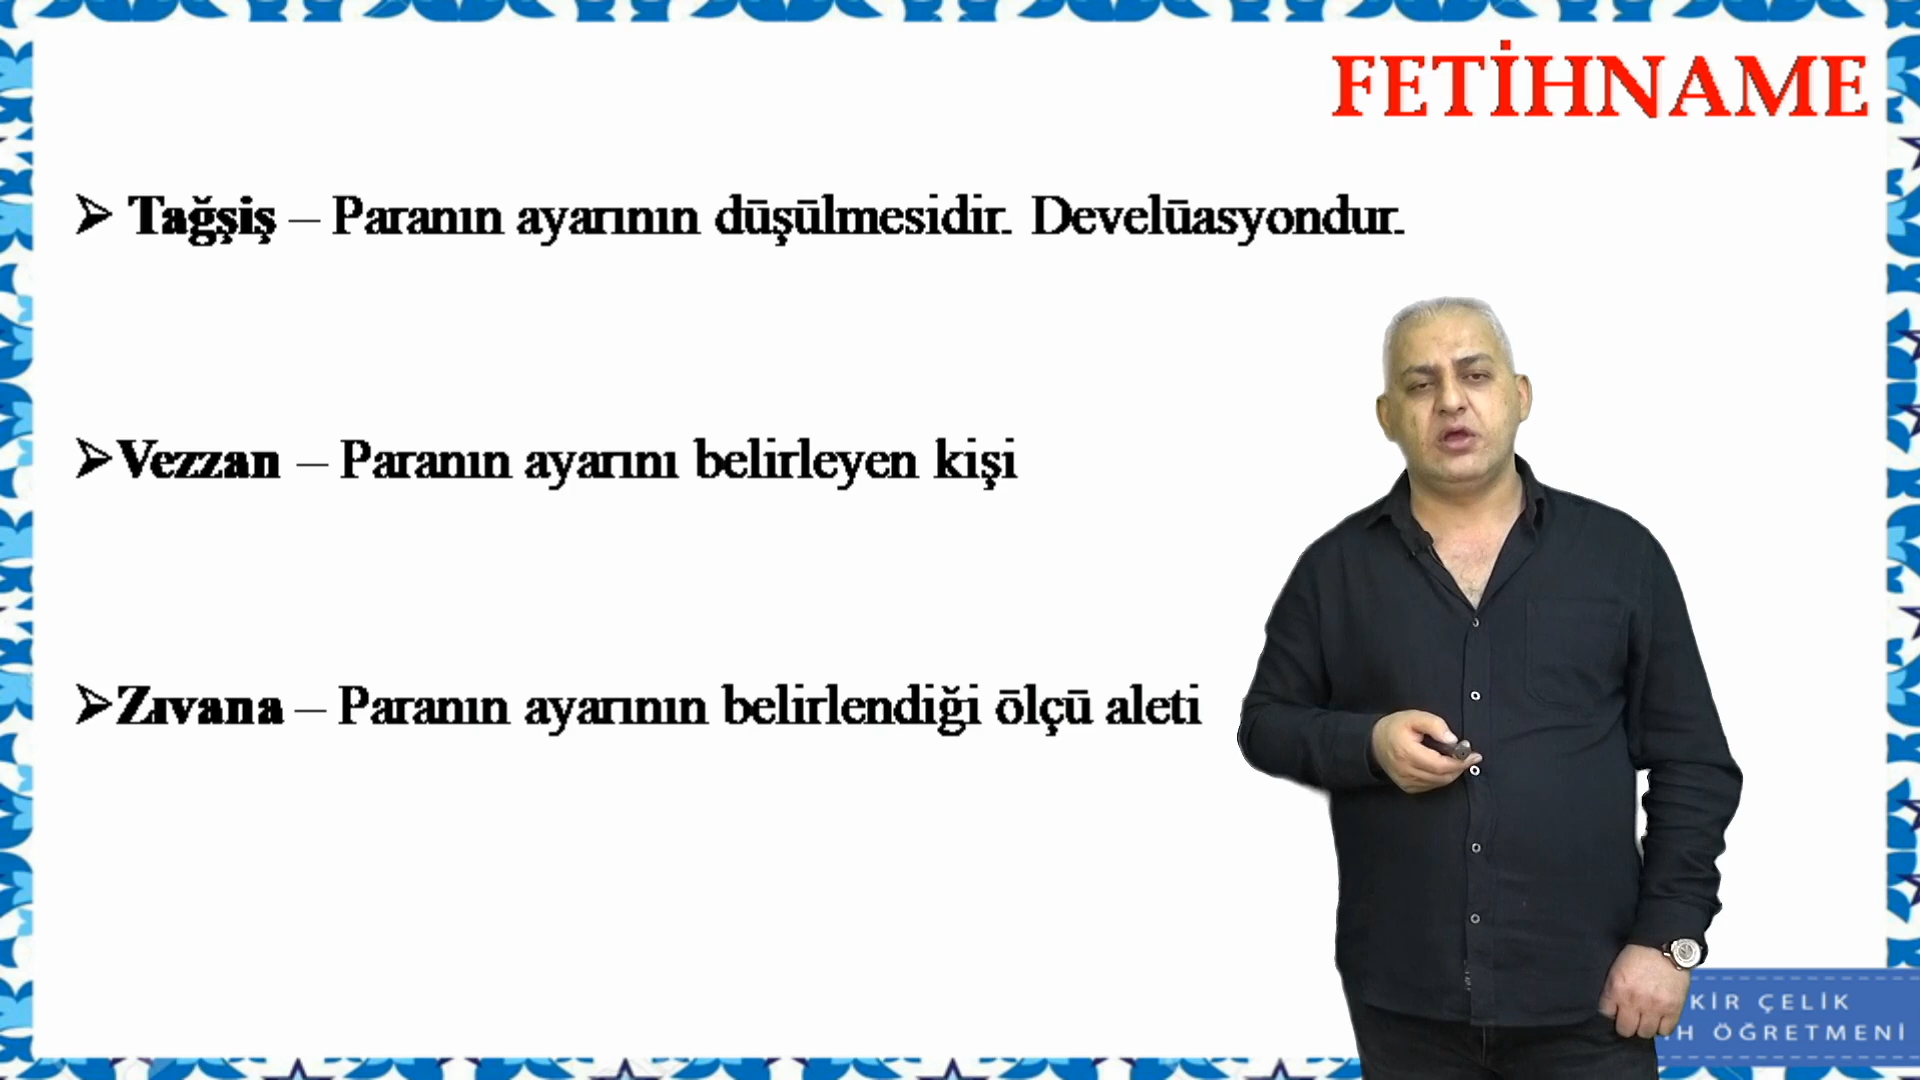 FETİHNAME
➢ Tağşiş – Paranın ayarının düşülmesidir. Develüasyondur.
➢Vezzan – Paranın ayarını belirleyen kişi
➢Zıvana – Paranın ayarının belirlendiği ölçü aleti
KİR ÇELİK
H ÖĞRETMENİ